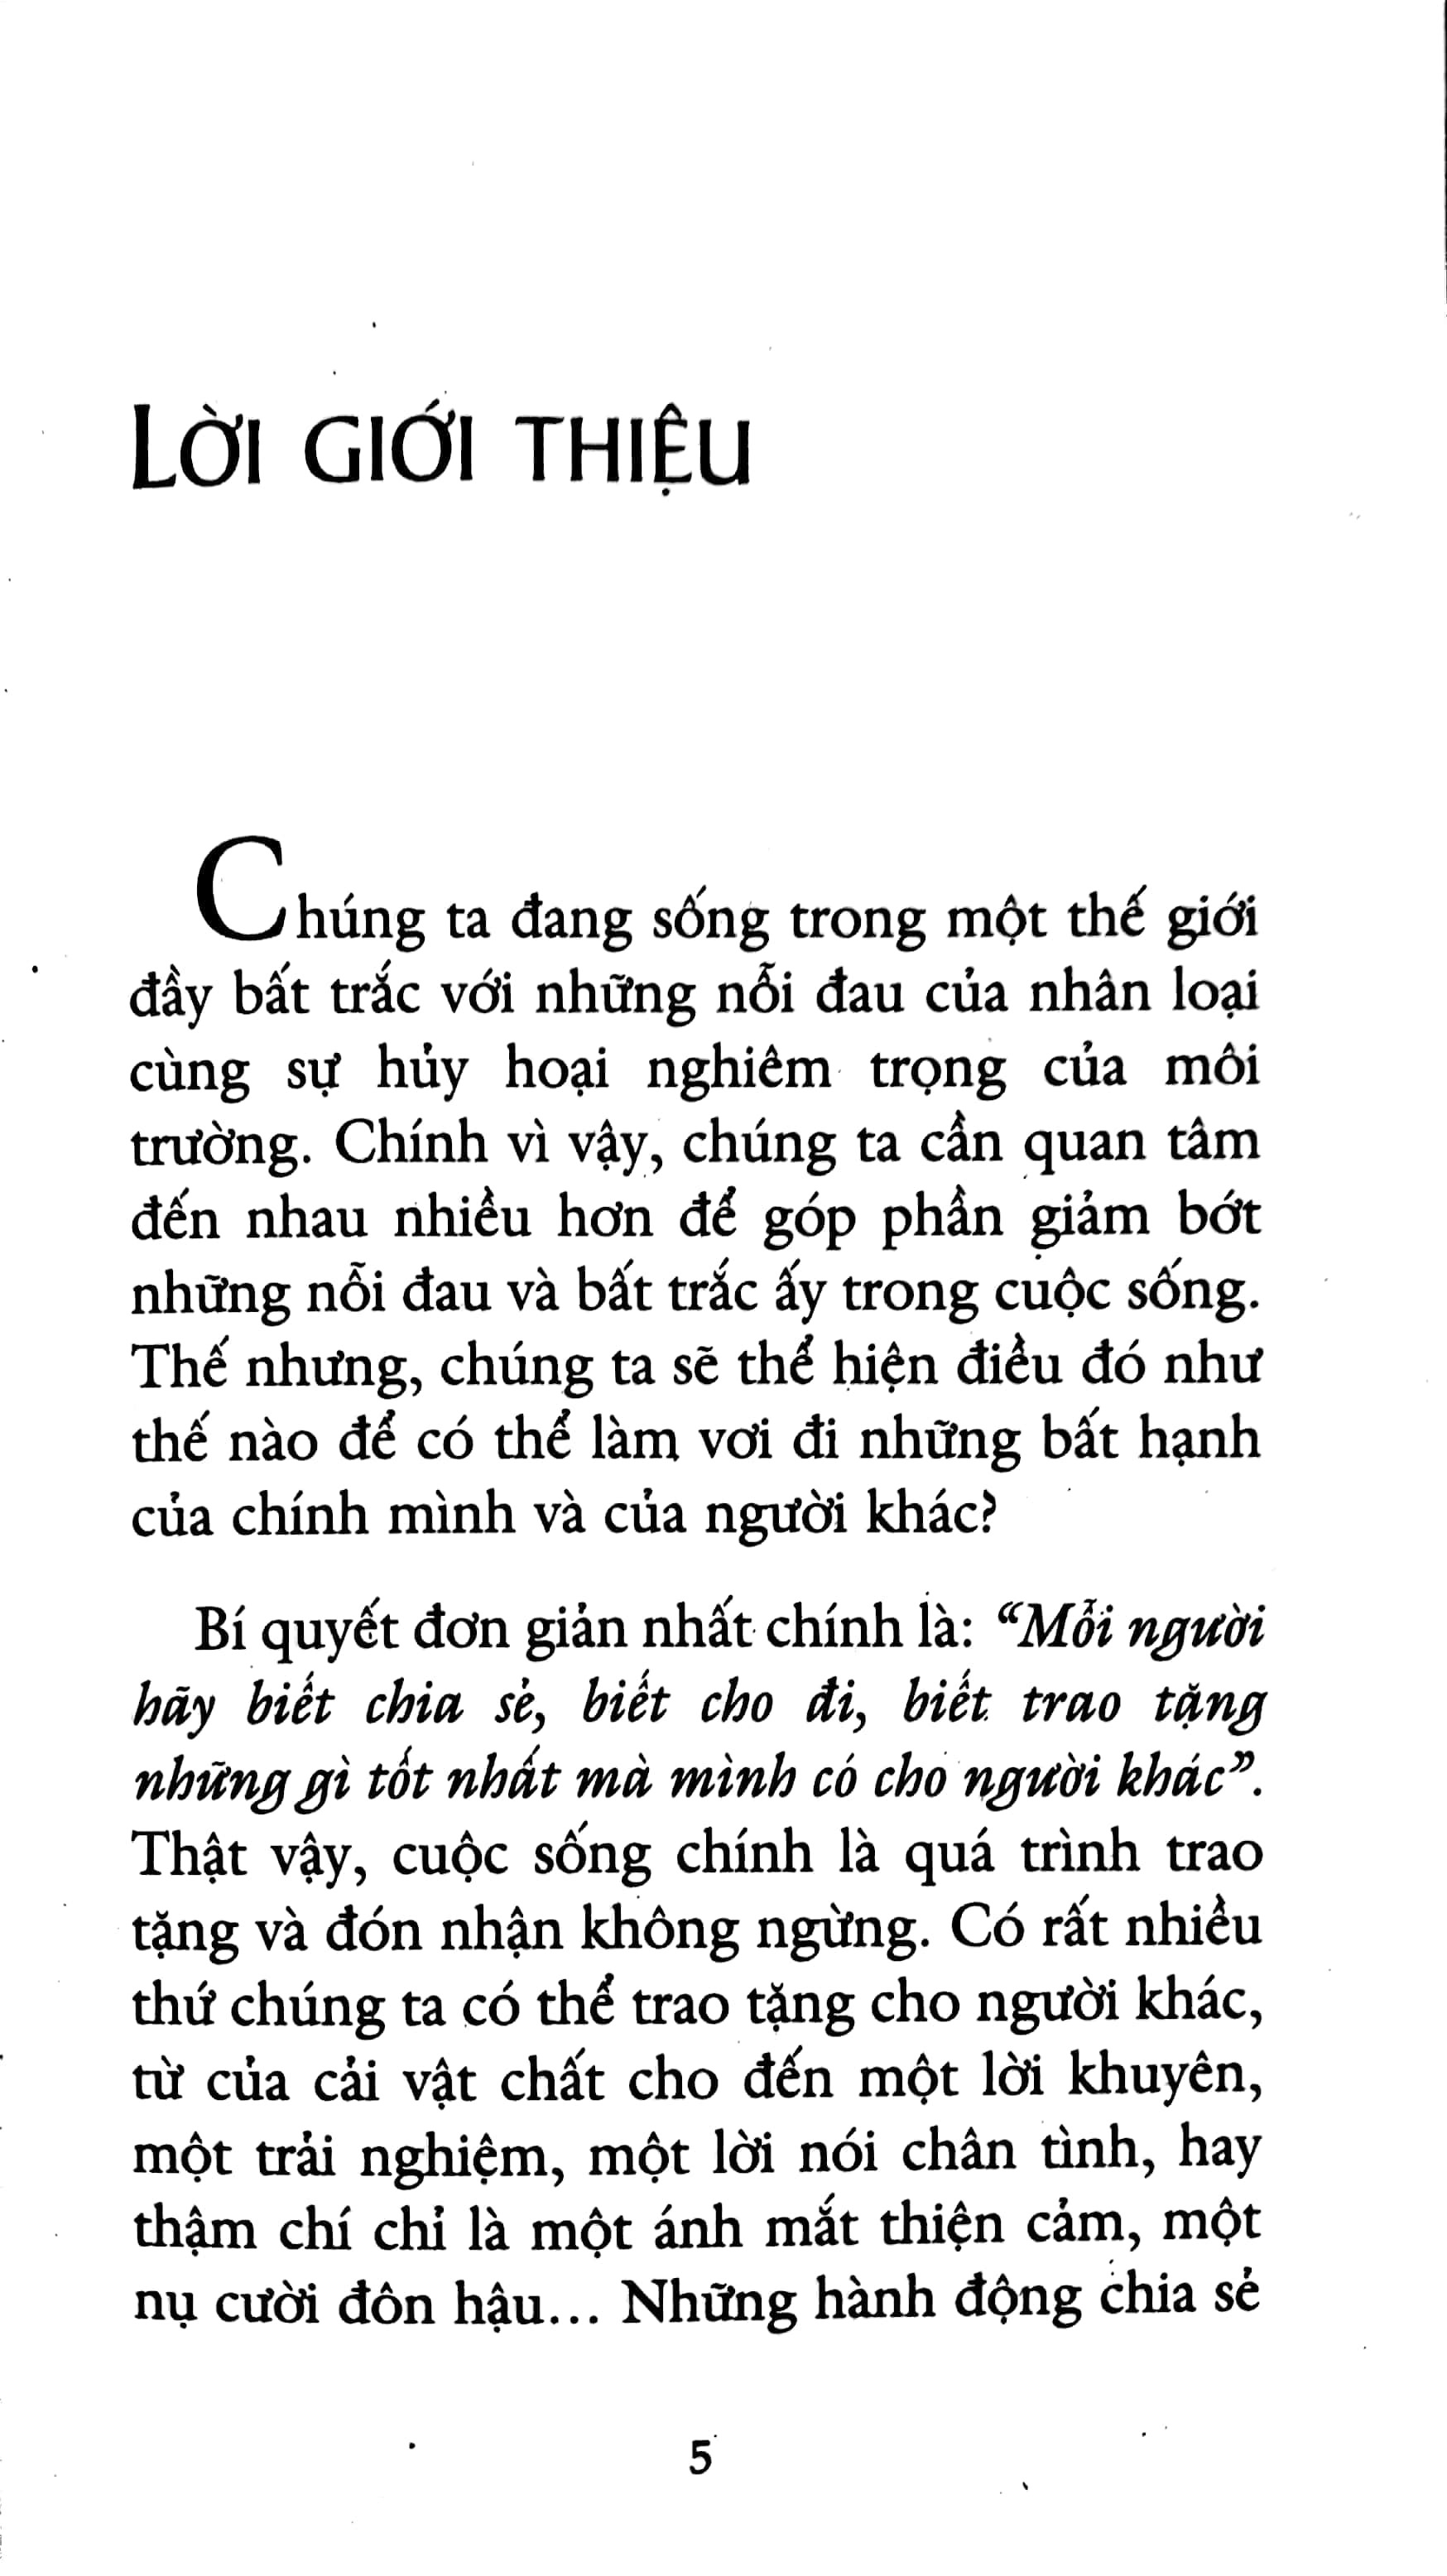 LỜI GIỚI THIỆU
Chúng ta đang sống trong một thế giới
đầy bất trắc với những nỗi đau của nhân loại
cùng sự hủy hoại nghiêm trọng của môi
trường. Chính vì vậy, chúng ta cần quan tâm
đến nhau nhiều hơn để góp phần giảm bớt
những nỗi đau và bất trắc ấy trong cuộc sống.
Thế nhưng, chúng ta sẽ thể hiện điều đó như
thế nào để có thể làm vơi đi những bất hạnh
của chính mình và của người khác?
Bí quyết đơn giản nhất chính là: “Mỗi người
hãy biết chia sẻ, biết cho đi, biết trao tặng
những gì tốt nhất mà mình có cho người khác”.
Thật vậy, cuộc sống chính là quá trình trao
tặng và đón nhận không ngừng. Có rất nhiều
thứ chúng ta có thể trao tặng cho người khác,
từ của cải vật chất cho đến một lời khuyên,
một trải nghiệm, một lời nói chân tình, hay
thậm chí chỉ là một ánh mắt thiện cảm, một
nụ cười đôn hậu... Những hành động chia sẻ
5